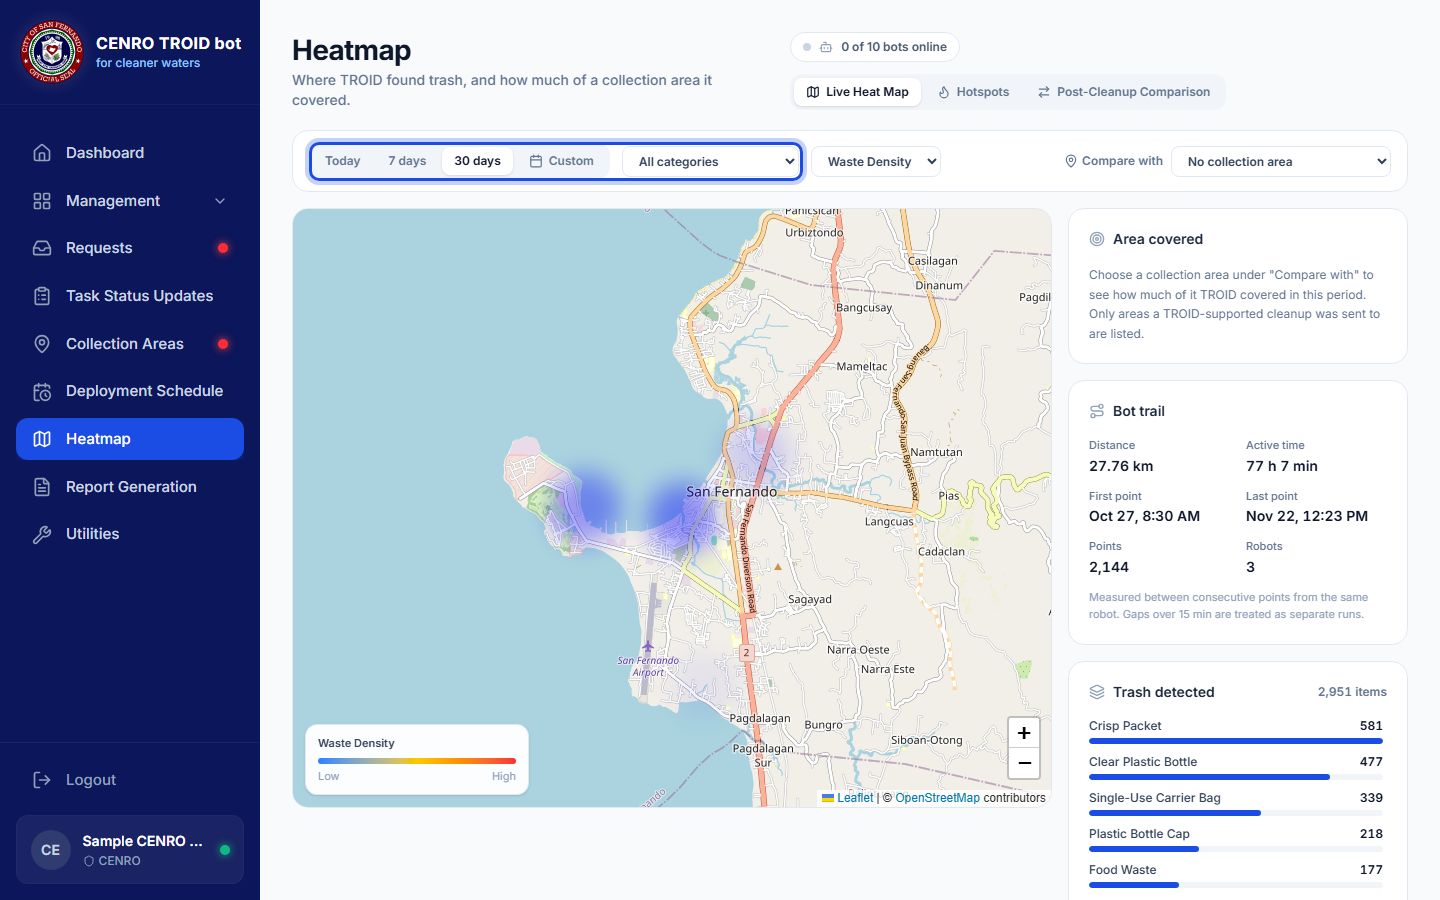 CENRO TROID bot
for cleaner waters
Dashboard
Management
Requests
Task Status Updates
Collection Areas
Deployment Schedule
Heatmap
Report Generation
Utilities
Logout
CE
Sample CENRO ...
CENRO
Heatmap
Where TROID found trash, and how much of a collection area it
covered.
0 of 10 bots online
Live Heat Map
Hotspots
Post-Cleanup Comparison
Today
7 days
30 days
Custom
All categories
Waste Density
Compare with
No collection area
Panicsican
Urbiztondo
Casilagan
Dinanum
Pagdil
Bangcusay
Mameltac
Bauang-San Fernando-San Juan Bypass Road
Namtutan
San Fernando
Pias
Langcuas
Cadaclan
San Fernando Diversion Road
Sagayad
2
Narra Oeste
Narra Este
San Fernando
Airport
Pagdalagan
Bungro
Siboan-Otong
Pagdalagan
Sur
Waste Density
Low
High
+
−
Leaflet | © OpenStreetMap contributors
Area covered
Choose a collection area under "Compare with" to
see how much of it TROID covered in this period.
Only areas a TROID-supported cleanup was sent to
are listed.
Bot trail
Distance
Active time
27.76 km
77 h 7 min
First point
Last point
Oct 27, 8:30 AM
Nov 22, 12:23 PM
Points
Robots
2,144
3
Measured between consecutive points from the same
robot. Gaps over 15 min are treated as separate runs.
Trash detected
2,951 items
Crisp Packet
581
Clear Plastic Bottle
477
Single-Use Carrier Bag
339
Plastic Bottle Cap
218
Food Waste
177